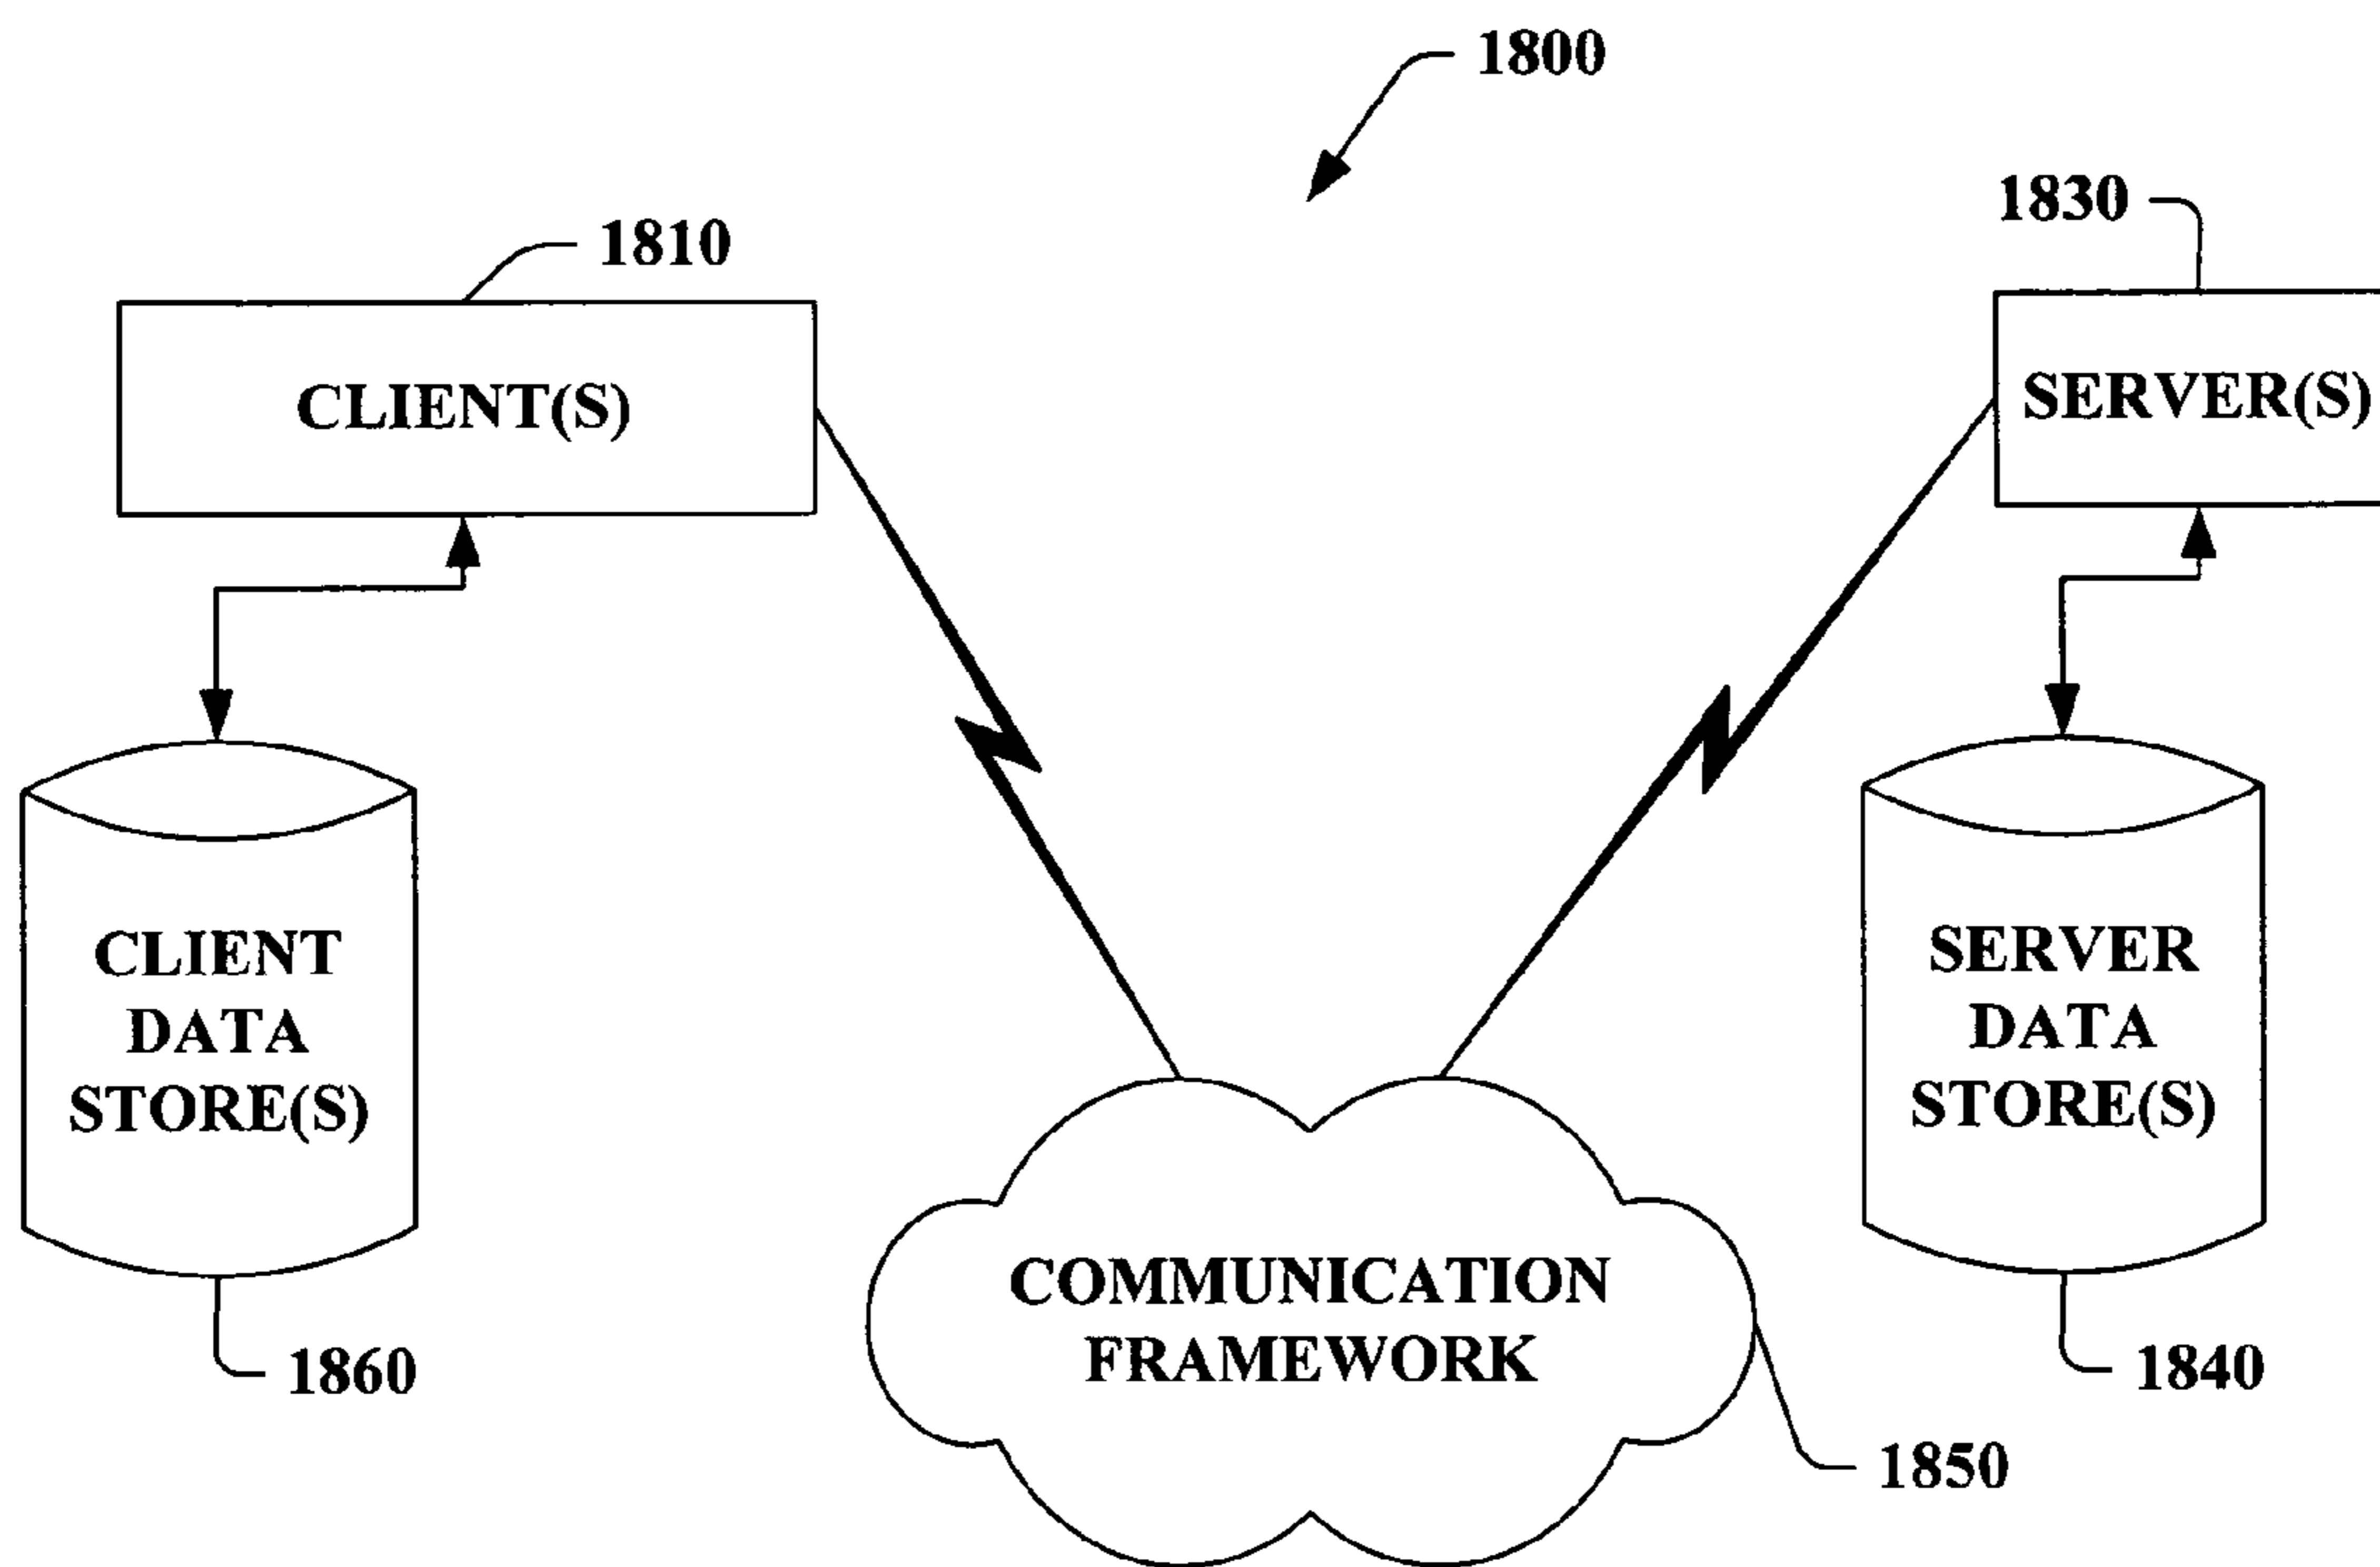 1800
1810
1830
CLIENT(S)
SERVER(S)
CLIENT
DATA
STORE(S)
SERVER
DATA
STORE(S)
COMMUNICATION
FRAMEWORK
1860
1840
1850